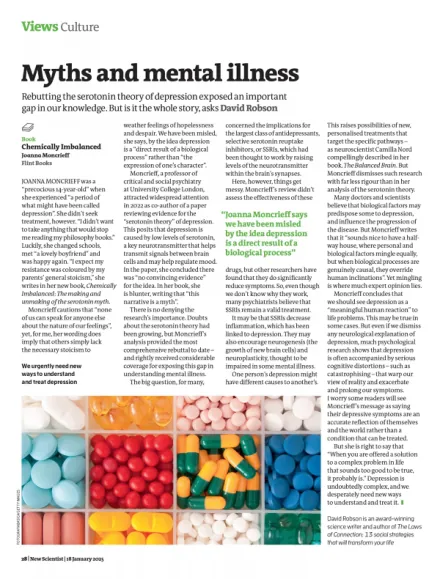 Views Culture
Myths and mental illness
Rebutting the serotonin theory of depression exposed an important
gap in our knowledge. But is it the whole story, asks David Robson
Book
Chemically Imbalanced
Joanna Moncrieff
Flint Books
JOANNA MONCRIEFF was a
"precocious 14-year-old" when
she experienced "a period of
what might have been called
depression". She didn't seek
treatment, however. "I didn't want
to take anything that would stop
me reading my philosophy books."
Luckily, she changed schools,
met "a lovely boyfriend" and
was happy again. "I expect my
resistance was coloured by my
parents' general stoicism," she
writes in her new book, Chemically
Imbalanced: The making and
unmaking of the serotonin myth.
Moncrieff cautions that "none
of us can speak for anyone else
about the nature of our feelings",
yet, for me, her wording does
imply that others simply lack
the necessary stoicism to
We urgently need new
ways to understand
and treat depression
weather feelings of hopelessness
and despair. We have been misled,
she says, by the idea depression
is a "direct result of a biological
process" rather than "the
expression of one's character".
Moncrieff, a professor of
critical and social psychiatry
at University College London,
attracted widespread attention
in 2022 as co-author of a paper
reviewing evidence for the
"serotonin theory" of depression.
This posits that depression is
caused by low levels of serotonin,
a key neurotransmitter that helps
transmit signals between brain
cells and may help regulate mood.
In the paper, she concluded there
was "no convincing evidence"
for the idea. In her book, she
is blunter, writing that "this
narrative is a myth".
There is no denying the
research's importance. Doubts
about the serotonin theory had
been growing, but Moncrieff's
analysis provided the most
comprehensive rebuttal to date –
and rightly received considerable
coverage for exposing this gap in
understanding mental illness.
The big question, for many,
concerned the implications for
the largest class of antidepressants,
selective serotonin reuptake
inhibitors, or SSRIs, which had
been thought to work by raising
levels of the neurotransmitter
within the brain's synapses.
Here, however, things get
messy. Moncrieff's review didn't
assess the effectiveness of these
"Joanna Moncrieff says
we have been misled
by the idea depression
is a direct result of a
biological process"
drugs, but other researchers have
found that they do significantly
reduce symptoms. So, even though
we don't know why they work,
many psychiatrists believe that
SSRIs remain a valid treatment.
It may be that SSRIs decrease
inflammation, which has been
linked to depression. They may
also encourage neurogenesis (the
growth of new brain cells) and
neuroplasticity, thought to be
impaired in some mental illness.
One person's depression might
have different causes to another's.
This raises possibilities of new,
personalised treatments that
target the specific pathways –
as neuroscientist Camilla Nord
compellingly described in her
book, The Balanced Brain. But
Moncrieff dismisses such research
with far less rigour than in her
analysis of the serotonin theory.
Many doctors and scientists
believe that biological factors may
predispose some to depression,
and influence the progression of
the disease. But Moncrieff writes
that it "sounds nice to have a half-
way house, where personal and
biological factors mingle equally,
but when biological processes are
genuinely causal, they override
human inclinations". Yet mingling
is where much expert opinion lies.
Moncrieff concludes that
we should see depression as a
"meaningful human reaction" to
life problems. This may be true in
some cases. But even if we dismiss
any neurological explanation of
depression, much psychological
research shows that depression
is often accompanied by serious
cognitive distortions – such as
catastrophising – that warp our
view of reality and exacerbate
and prolong our symptoms.
I worry some readers will see
Moncrieff's message as saying
their depressive symptoms are an
accurate reflection of themselves
and the world rather than a
condition that can be treated.
But she is right to say that
"When you are offered a solution
to a complex problem in life
that sounds too good to be true,
it probably is." Depression is
undoubtedly complex, and we
desperately need new ways
to understand and treat it.
David Robson is an award-winning
science writer and author of The Laws
of Connection: 13 social strategies
that will transform your life
28 | New Scientist | 18 January 2025